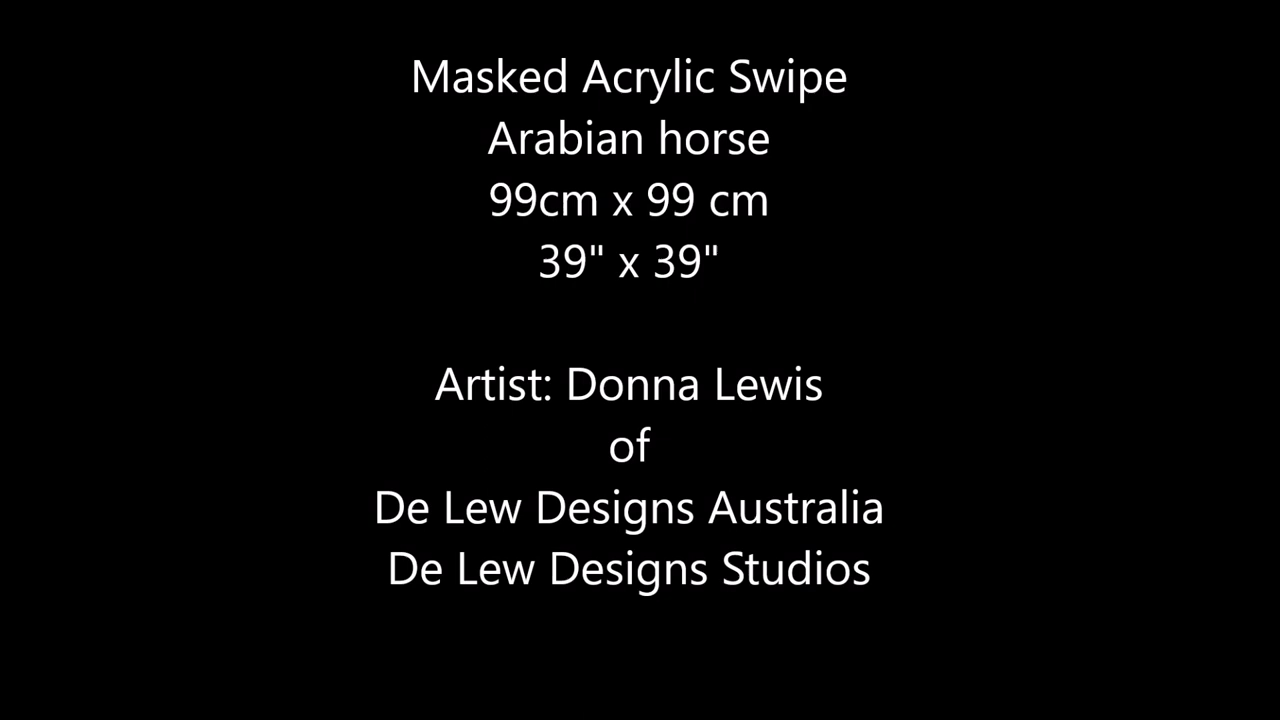 Masked Acrylic Swipe
Arabian horse
99cm x 99 cm
39" x 39"
Artist: Donna Lewis
of
De Lew Designs Australia
De Lew Designs Studios